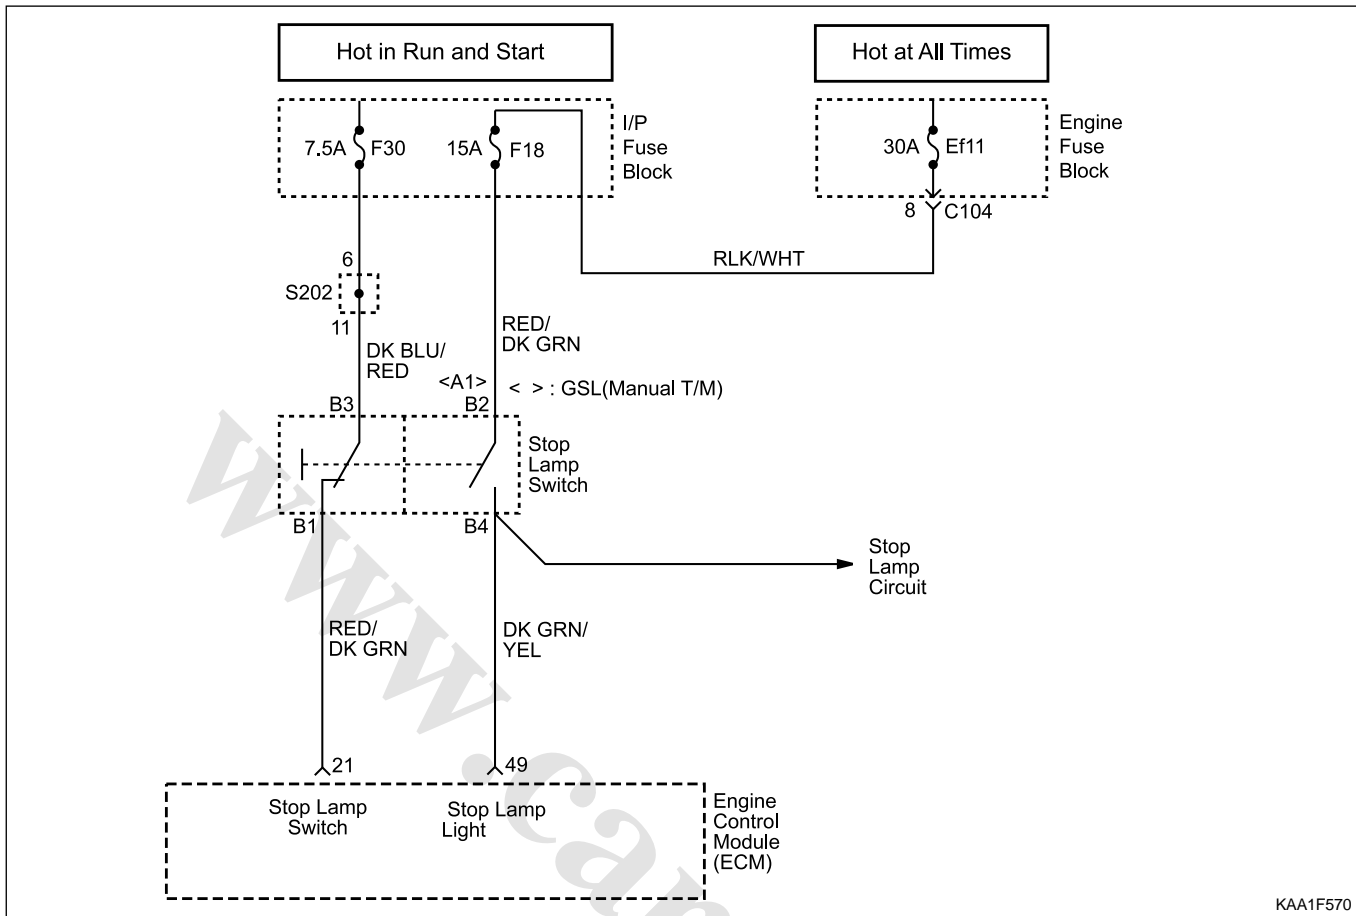 Hot in Run and Start
Hot at All Times
7.5A
F30
15A
F18
I/P
Fuse
Block
30A
Ef11
Engine
Fuse
Block
8
C104
RLK/WHT
6
S202
11
DK BLU/
RED
RED/
DK GRN
<A1>
< > : GSL(Manual T/M)
B3
B2
Stop
Lamp
Switch
B1
B4
Stop
Lamp
Circuit
RED/
DK GRN
DK GRN/
YEL
21
49
Stop Lamp
Switch
Stop Lamp
Light
Engine
Control
Module
(ECM)
www.car
KAA1F570